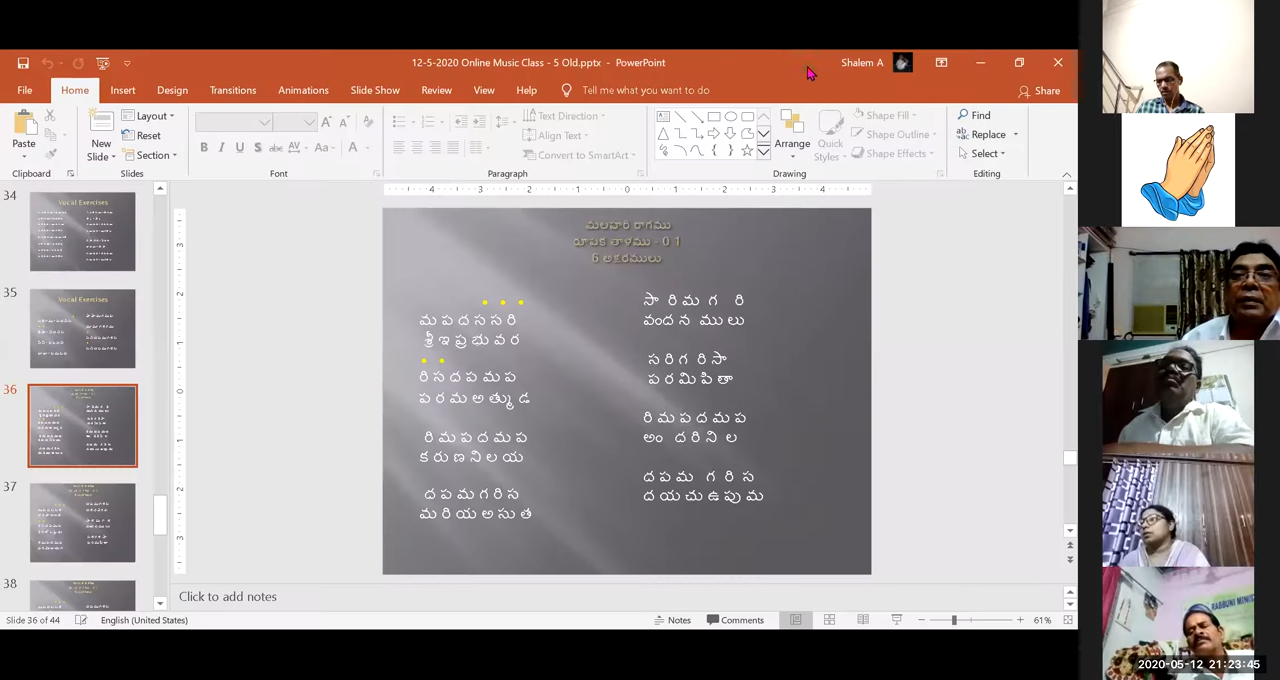 12-5-2020 Online Music Class - 5 Old.pptx - PowerPoint
Shalem A
File Home Insert Design Transitions Animations Slide Show Review View Help Tell me what you want to do Share
Paste
Clipboard
New Slide
Layout
Reset
Section
Slides
Font
Text Direction
Align Text
Convert to SmartArt
Paragraph
Arrange
Quick Styles
Shape Fill
Shape Outline
Shape Effects
Drawing
Find
Replace
Select
Editing
34
Vocal Exercises
35
Vocal Exercises
36
37
38
మలహరి రాగము
రూపక తాళము - 0 1
6 అక్షరములు
మ ప ద స స రి
శ్రీ ఇ ప్ర భు వ ర
రి స ద ప మ ప
ప ర మ అ త్ము డ
రి మ ప ద మ ప
క రు ణ ని ల య
ద ప మ గ రి స
మ రి య అ సు త
సా రి మ గ రి
వం ద న ము లు
స రి గ రి సా
ప ర మి పి తా
రి మ ప ద మ ప
అం ద రి ని ల
ద ప మ గ రి స
ద య చు ఉ పు మ
Click to add notes
Slide 36 of 44 English (United States) Notes Comments 61%
RABBUNI
2020-05-12 21:23:45